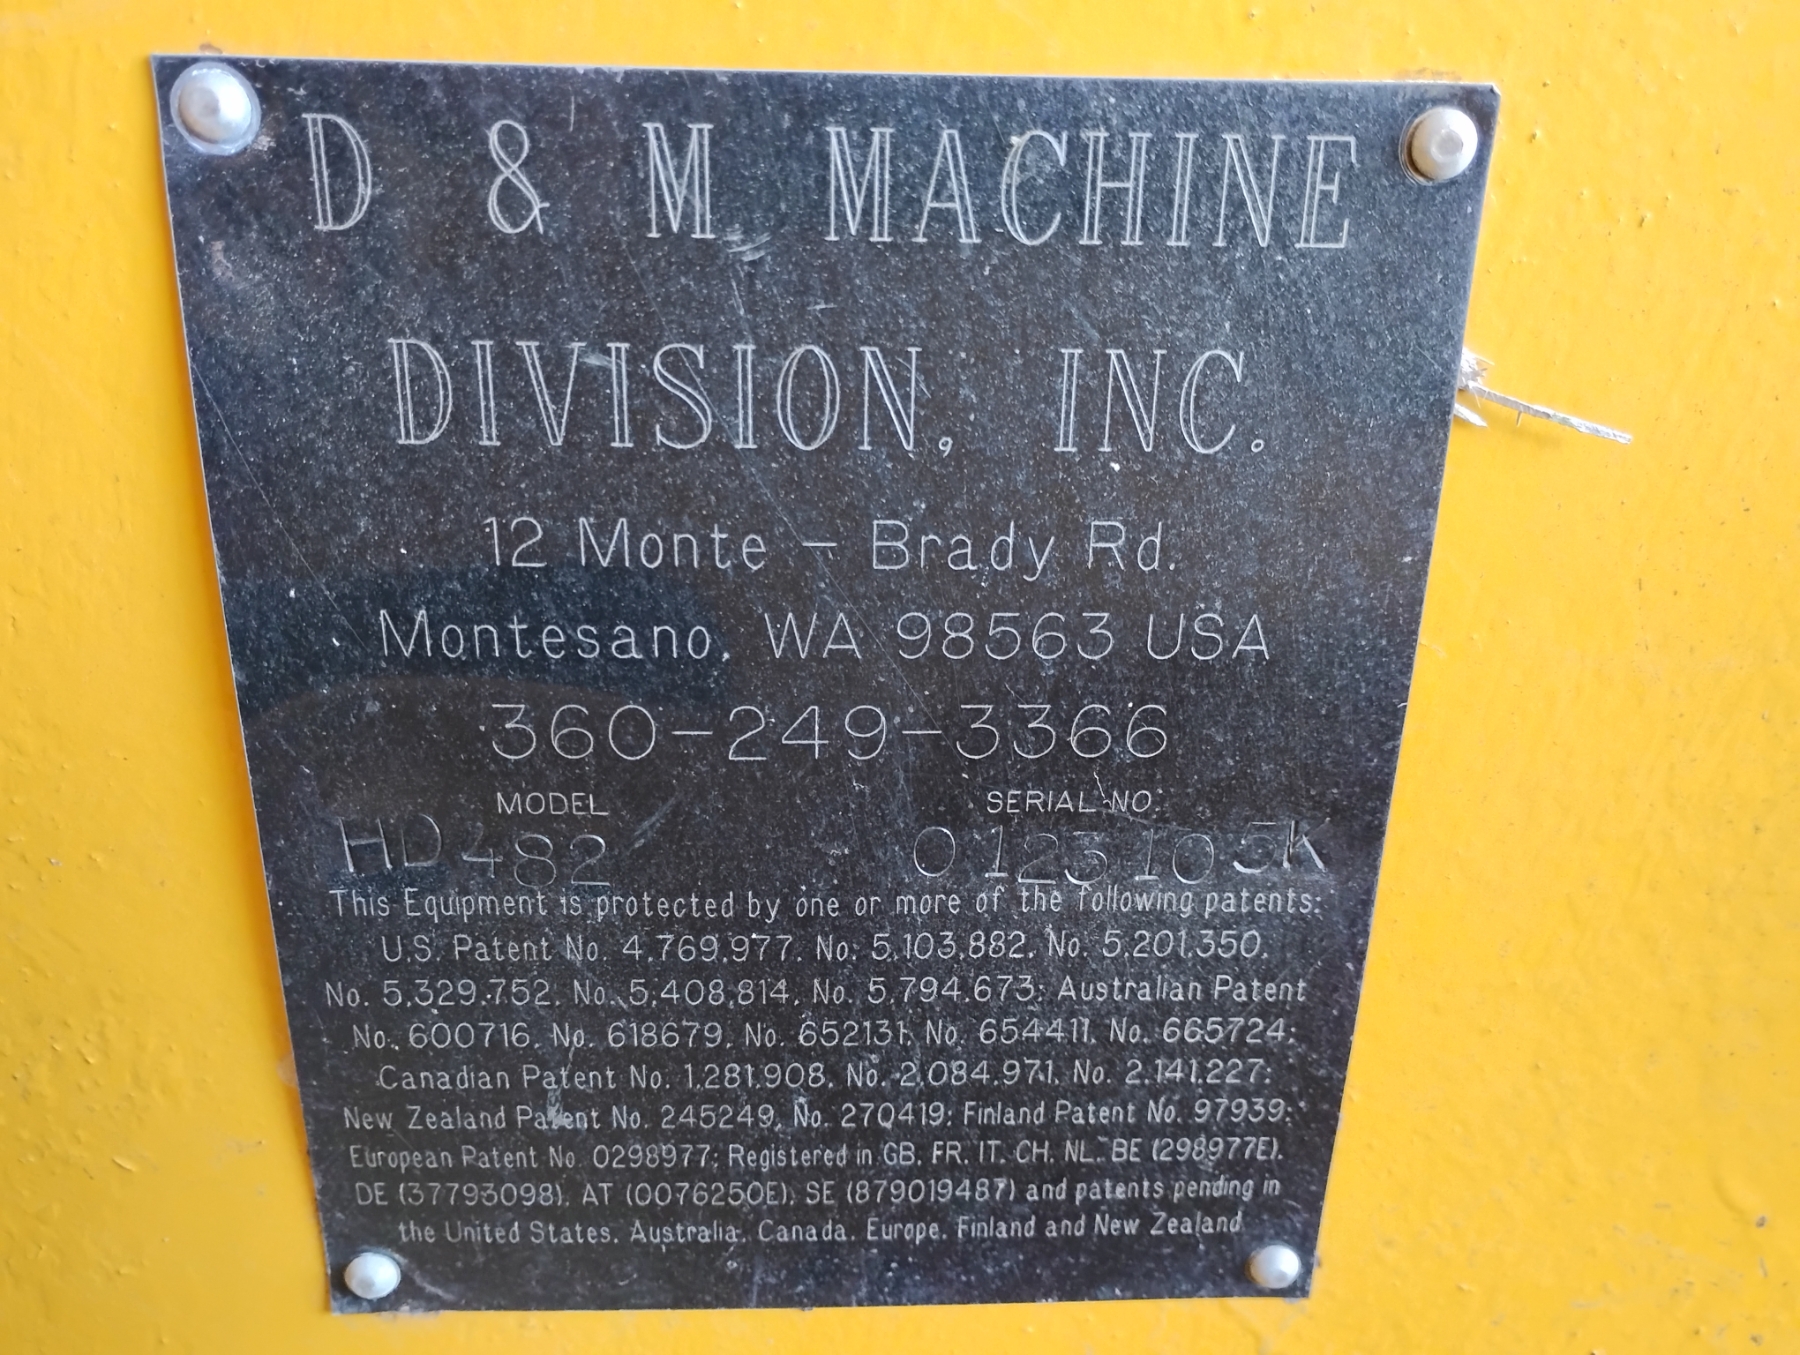 D & M MACHINE
DIVISION, INC.
12 Monte - Brady Rd.
Montesano, WA 98563 USA
360-249-3366
MODEL SERIAL NO.
HD482 0123105K
This Equipment is protected by one or more of the following patents:
U.S. Patent No. 4,769,977, No. 5,103,882, No. 5,201,350,
No. 5,329,752, No. 5,408,814, No. 5,794,673; Australian Patent
No. 600716, No. 618679, No. 652131, No. 654411, No. 665724;
Canadian Patent No. 1,281,908, No. 2,084,971, No. 2,141,227;
New Zealand Patent No. 245249, No. 270419; Finland Patent No. 97939;
European Patent No. 0298977; Registered in GB, FR, IT, CH, NL, BE (298977E),
DE (37793098), AT (0076250E), SE (879019487) and patents pending in
the United States, Australia, Canada, Europe, Finland and New Zealand